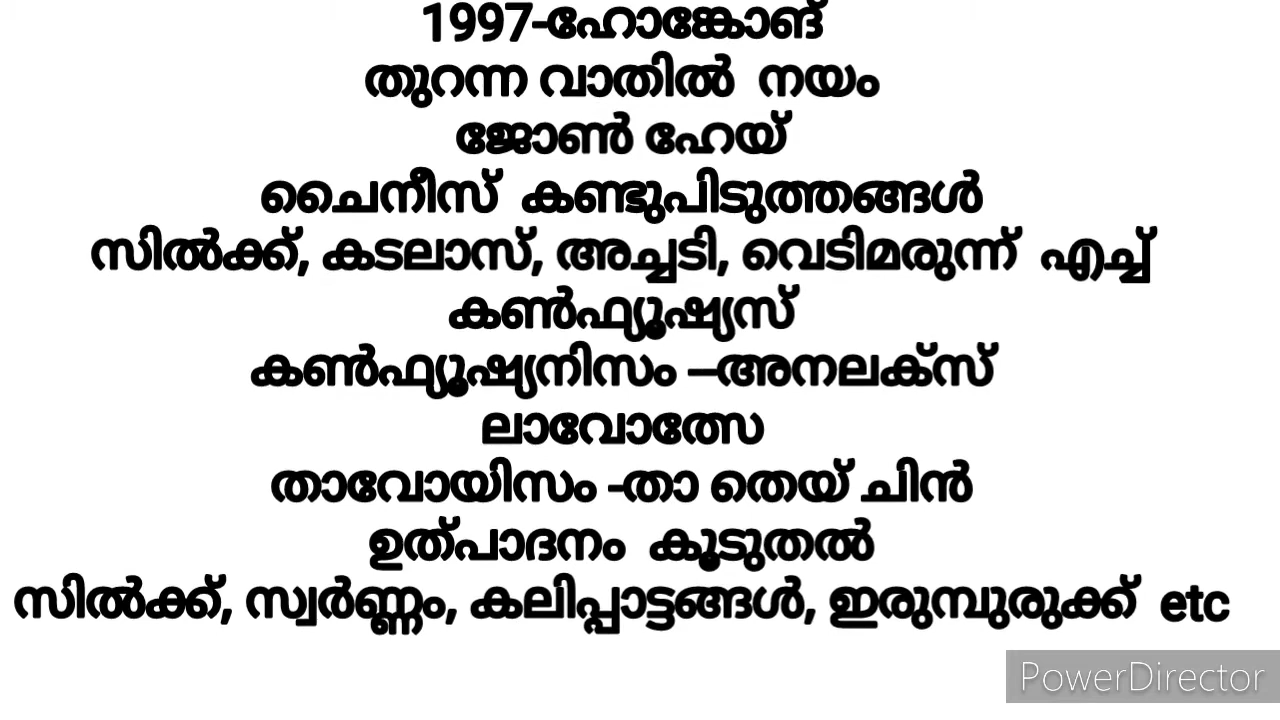 1997-ഹോങ്കോങ്
തുറന്ന വാതിൽ നയം
ജോൺ ഹേയ്
ചൈനീസ് കണ്ടുപിടുത്തങ്ങൾ
സിൽക്ക്, കടലാസ്, അച്ചടി, വെടിമരുന്ന് എച്ച്
കൺഫ്യൂഷ്യസ്
കൺഫ്യൂഷ്യനിസം –അനലക്സ്
ലാവോത്സേ
താവോയിസം -താ തെയ് ചിൻ
ഉത്പാദനം കൂടുതൽ
സിൽക്ക്, സ്വർണ്ണം, കലിപ്പാട്ടങ്ങൾ, ഇരുമ്പുരുക്ക് etc
PowerDirector